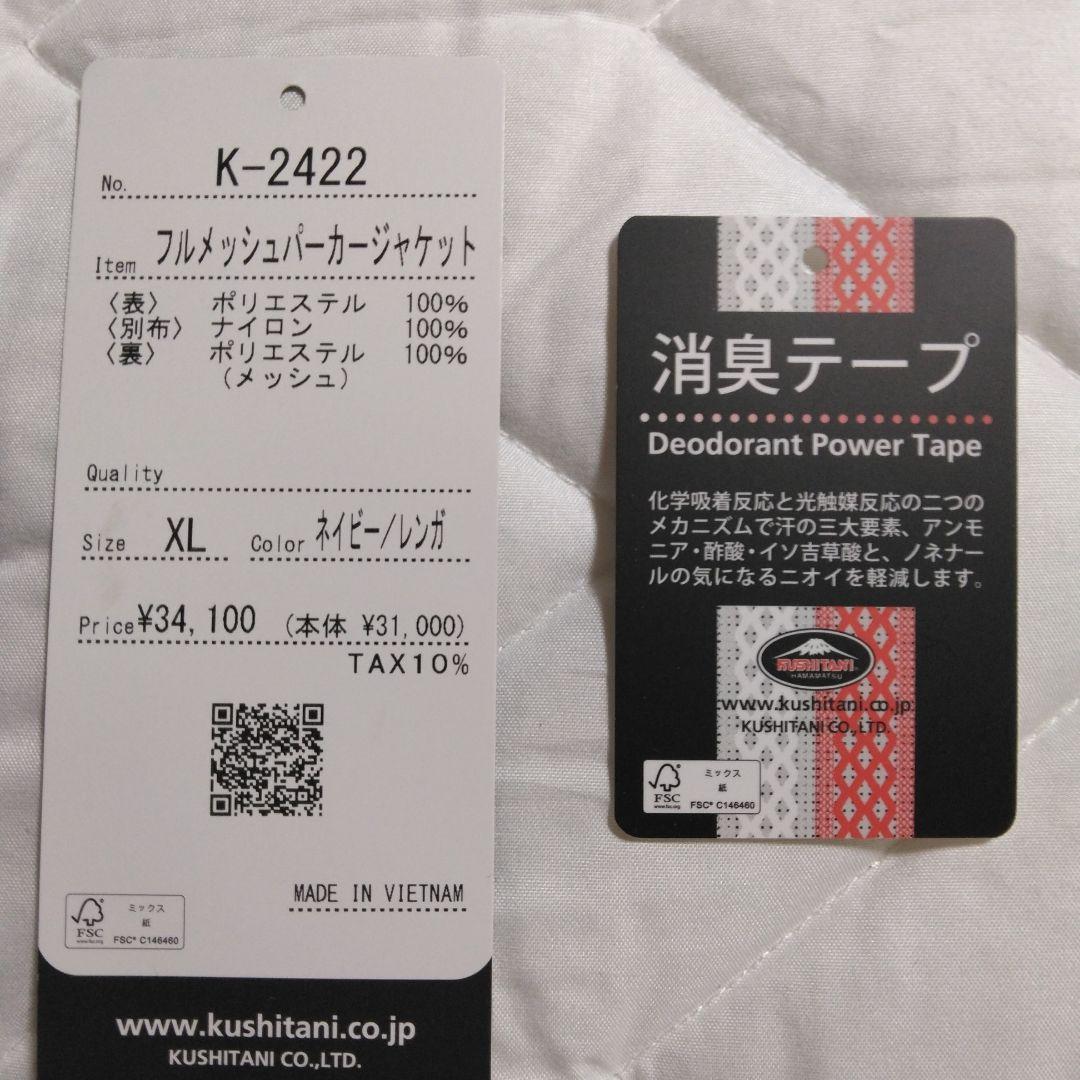 No. K-2422
Item フルメッシュパーカージャケット
〈表〉 ポリエステル 100%
〈別布〉 ナイロン 100%
〈裏〉 ポリエステル 100%
(メッシュ)
Quality
Size XL Color ネイビー/レンガ
Price ¥34,100 (本体 ¥31,000)
TAX10%
MADE IN VIETNAM
FSC
www.fsc.org
ミックス
紙
FSC® C146460
www.kushitani.co.jp
KUSHITANI CO.,LTD.
消臭テープ
Deodorant Power Tape
化学吸着反応と光触媒反応の二つの
メカニズムで汗の三大要素、アンモ
ニア・酢酸・イソ吉草酸と、ノネナー
ルの気になるニオイを軽減します。
KUSHITANI®
HAMAMATSU
www.kushitani.co.jp
KUSHITANI CO.,LTD.
FSC
www.fsc.org
ミックス
紙
FSC® C146460